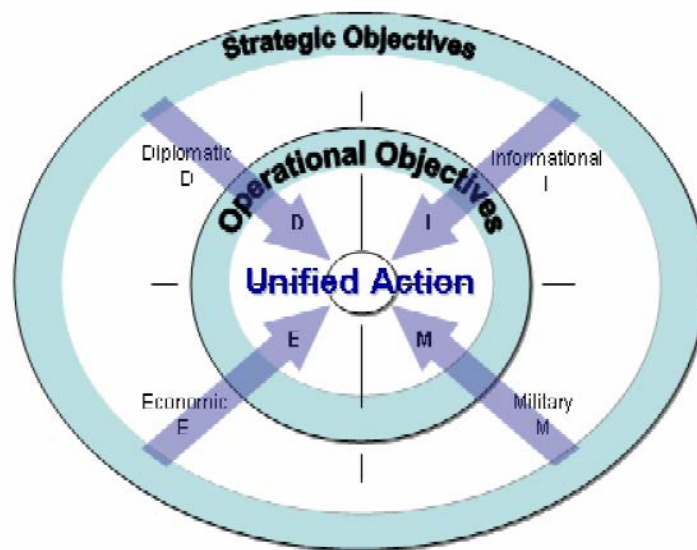 Strategic Objectives
Diplomatic
D
Informational
I
Operational Objectives
D
I
Unified Action
E
M
Economic
E
Military
M